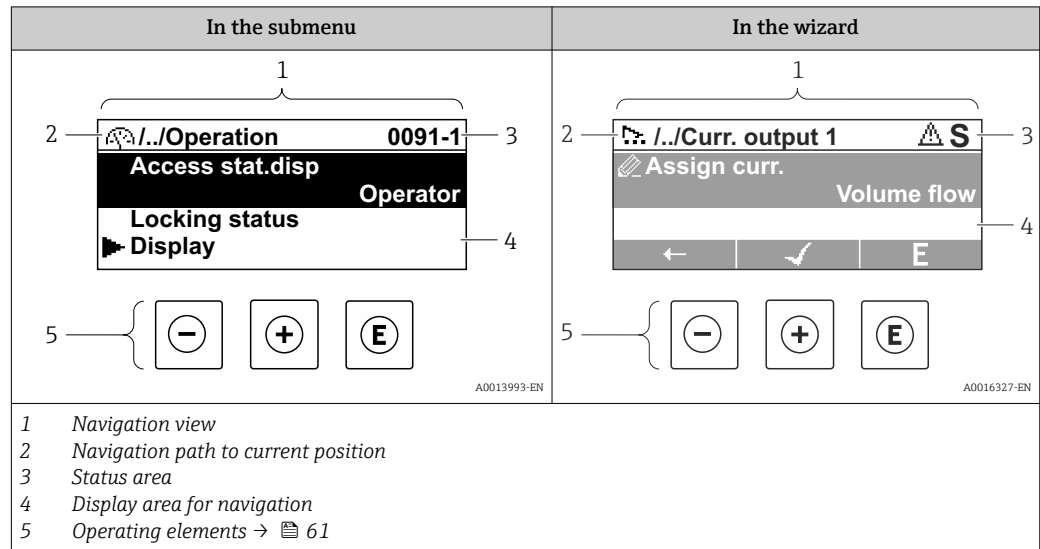 In the submenu
In the wizard
1
2
/../Operation 0091-1
3
Access stat.disp
Operator
Locking status
Display
4
5
- + E
A0013993-EN
1
2
/../Curr. output 1 S
3
Assign curr.
Volume flow
4
← ✓ E
5
- + E
A0016327-EN
1 Navigation view
2 Navigation path to current position
3 Status area
4 Display area for navigation
5 Operating elements → 61